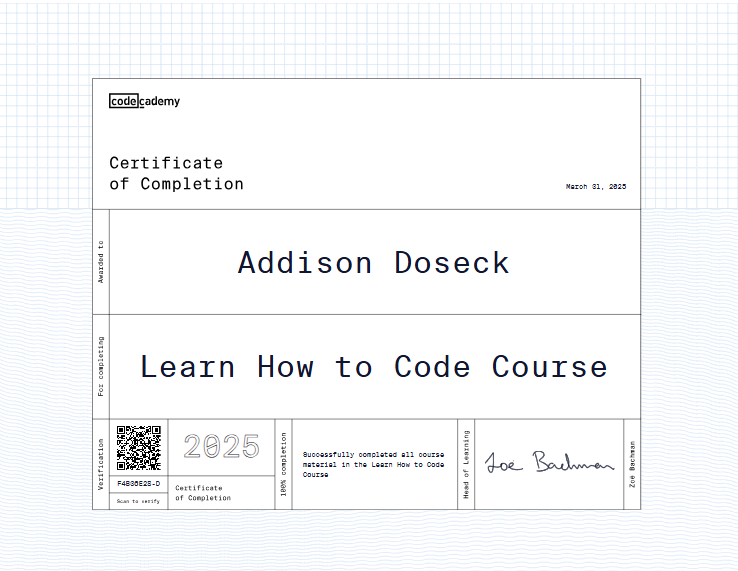 codecademy
Certificate
of Completion
March 31, 2025
Awarded to
Addison Doseck
For completing
Learn How to Code Course
Verification
F4B36E28-D
Scan to verify
2025
Certificate
of Completion
100% completion
Successfully completed all course
material in the Learn How to Code
Course
Head of Learning
Zoe Bachman
Zoe Bachman